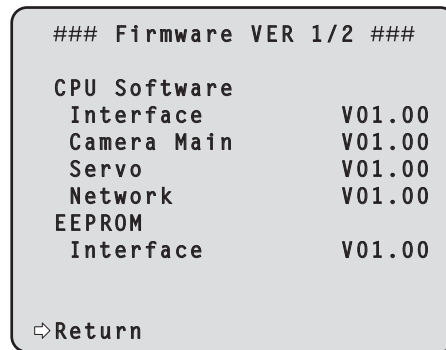 ### Firmware VER 1/2 ###
CPU Software
Interface V01.00
Camera Main V01.00
Servo V01.00
Network V01.00
EEPROM
Interface V01.00
⇨Return